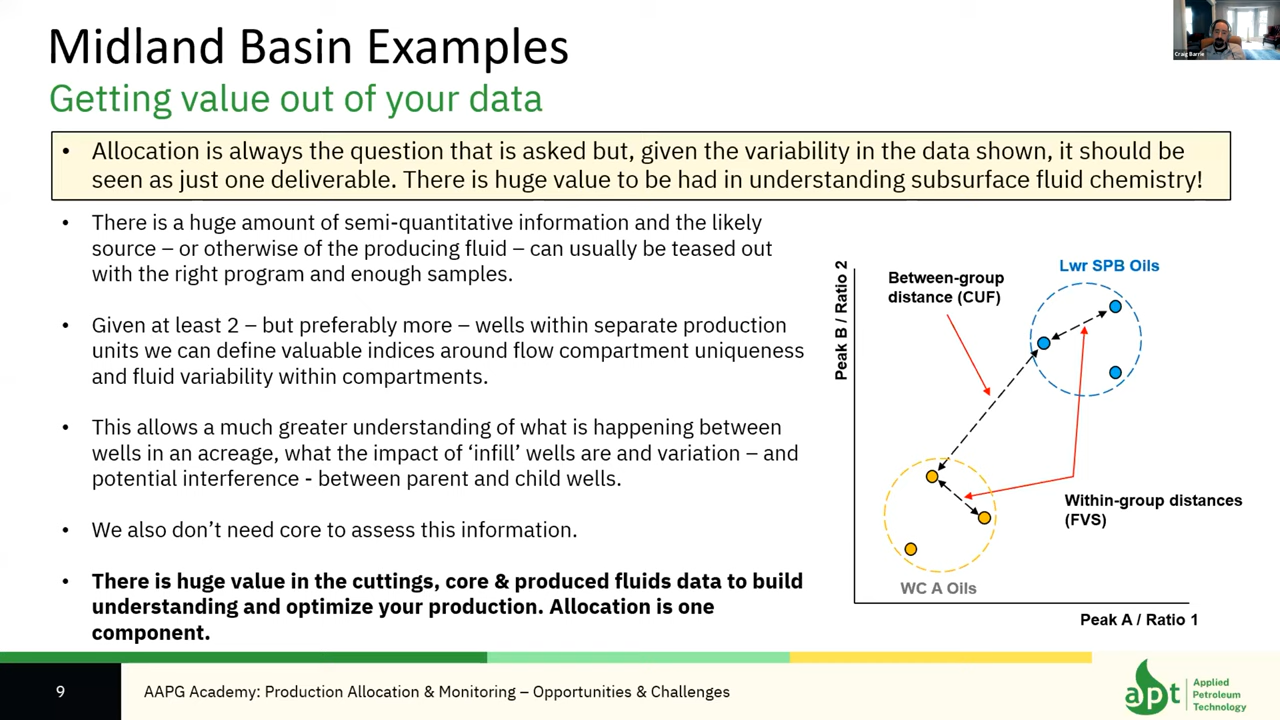 Midland Basin Examples
Getting value out of your data
Craig Barrie
• Allocation is always the question that is asked but, given the variability in the data shown, it should be
seen as just one deliverable. There is huge value to be had in understanding subsurface fluid chemistry!
• There is a huge amount of semi-quantitative information and the likely
source – or otherwise of the producing fluid – can usually be teased out
with the right program and enough samples.
• Given at least 2 – but preferably more – wells within separate production
units we can define valuable indices around flow compartment uniqueness
and fluid variability within compartments.
• This allows a much greater understanding of what is happening between
wells in an acreage, what the impact of ‘infill’ wells are and variation – and
potential interference - between parent and child wells.
• We also don’t need core to assess this information.
• There is huge value in the cuttings, core & produced fluids data to build
understanding and optimize your production. Allocation is one
component.
Peak B / Ratio 2
Between-group
distance (CUF)
Lwr SPB Oils
Within-group distances
(FVS)
WC A Oils
Peak A / Ratio 1
9
AAPG Academy: Production Allocation & Monitoring – Opportunities & Challenges
apt
Applied
Petroleum
Technology